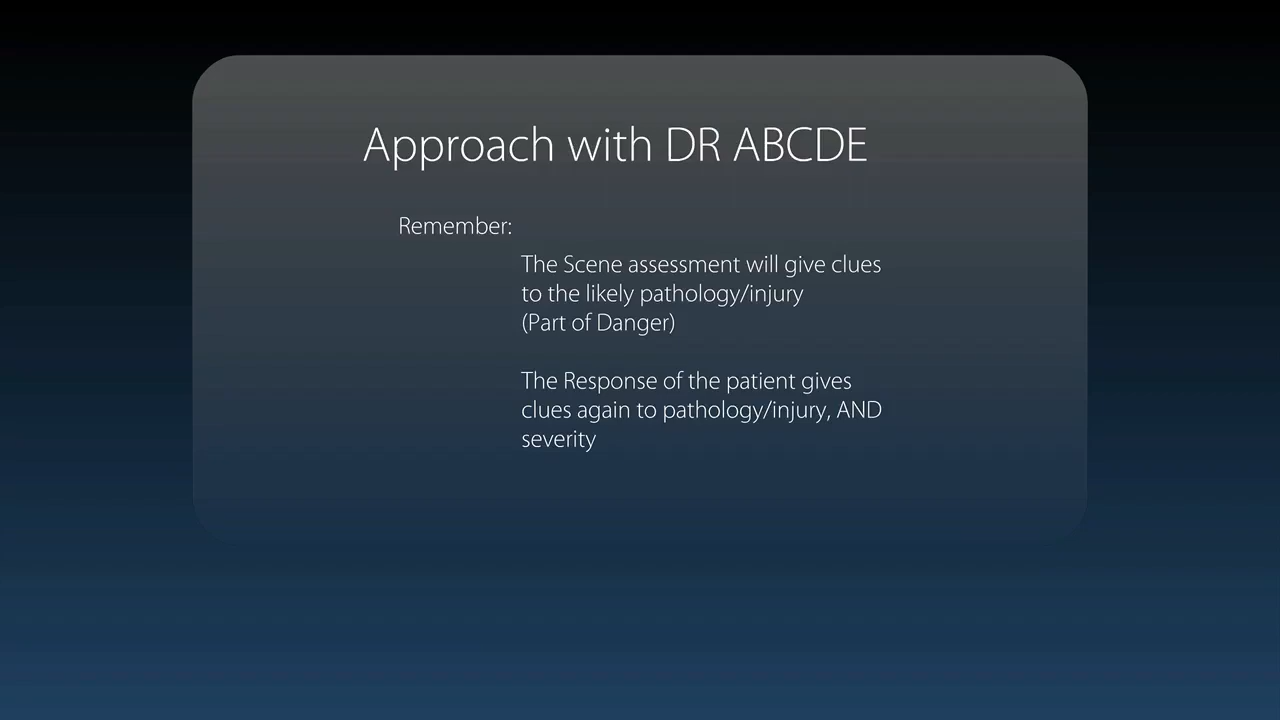 Approach with DR ABCDE
Remember:
The Scene assessment will give clues
to the likely pathology/injury
(Part of Danger)
The Response of the patient gives
clues again to pathology/injury, AND
severity